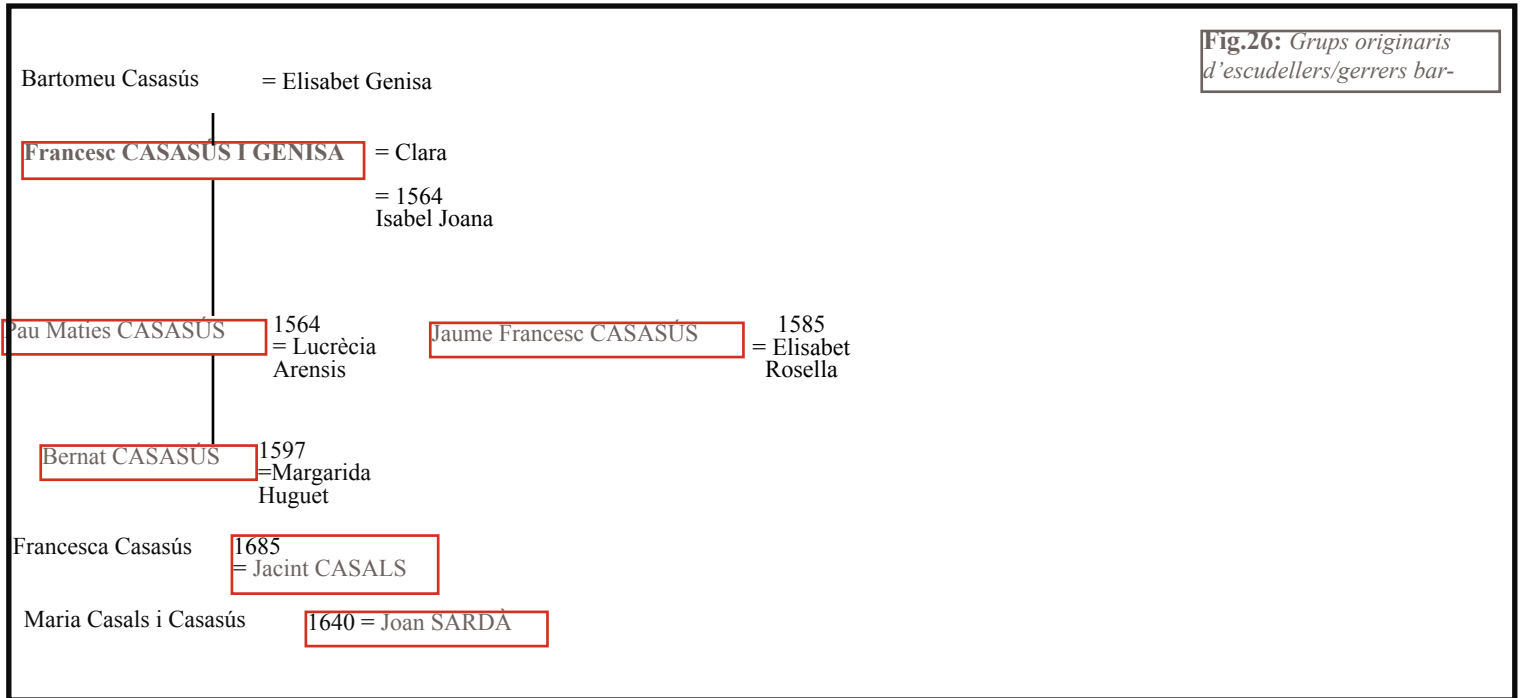 Fig.26: Grups originaris
d'escudellers/gerrers bar-
Bartomeu Casasús = Elisabet Genisa
Francesc CASASÚS I GENISA = Clara
= 1564
Isabel Joana
Pau Maties CASASÚS
1564
= Lucrècia
Arensis
Jaume Francesc CASASÚS
1585
= Elisabet
Rosella
Bernat CASASÚS
1597
=Margarida
Huguet
Francesca Casasús
1685
= Jacint CASALS
Maria Casals i Casasús
1640 = Joan SARDÀ